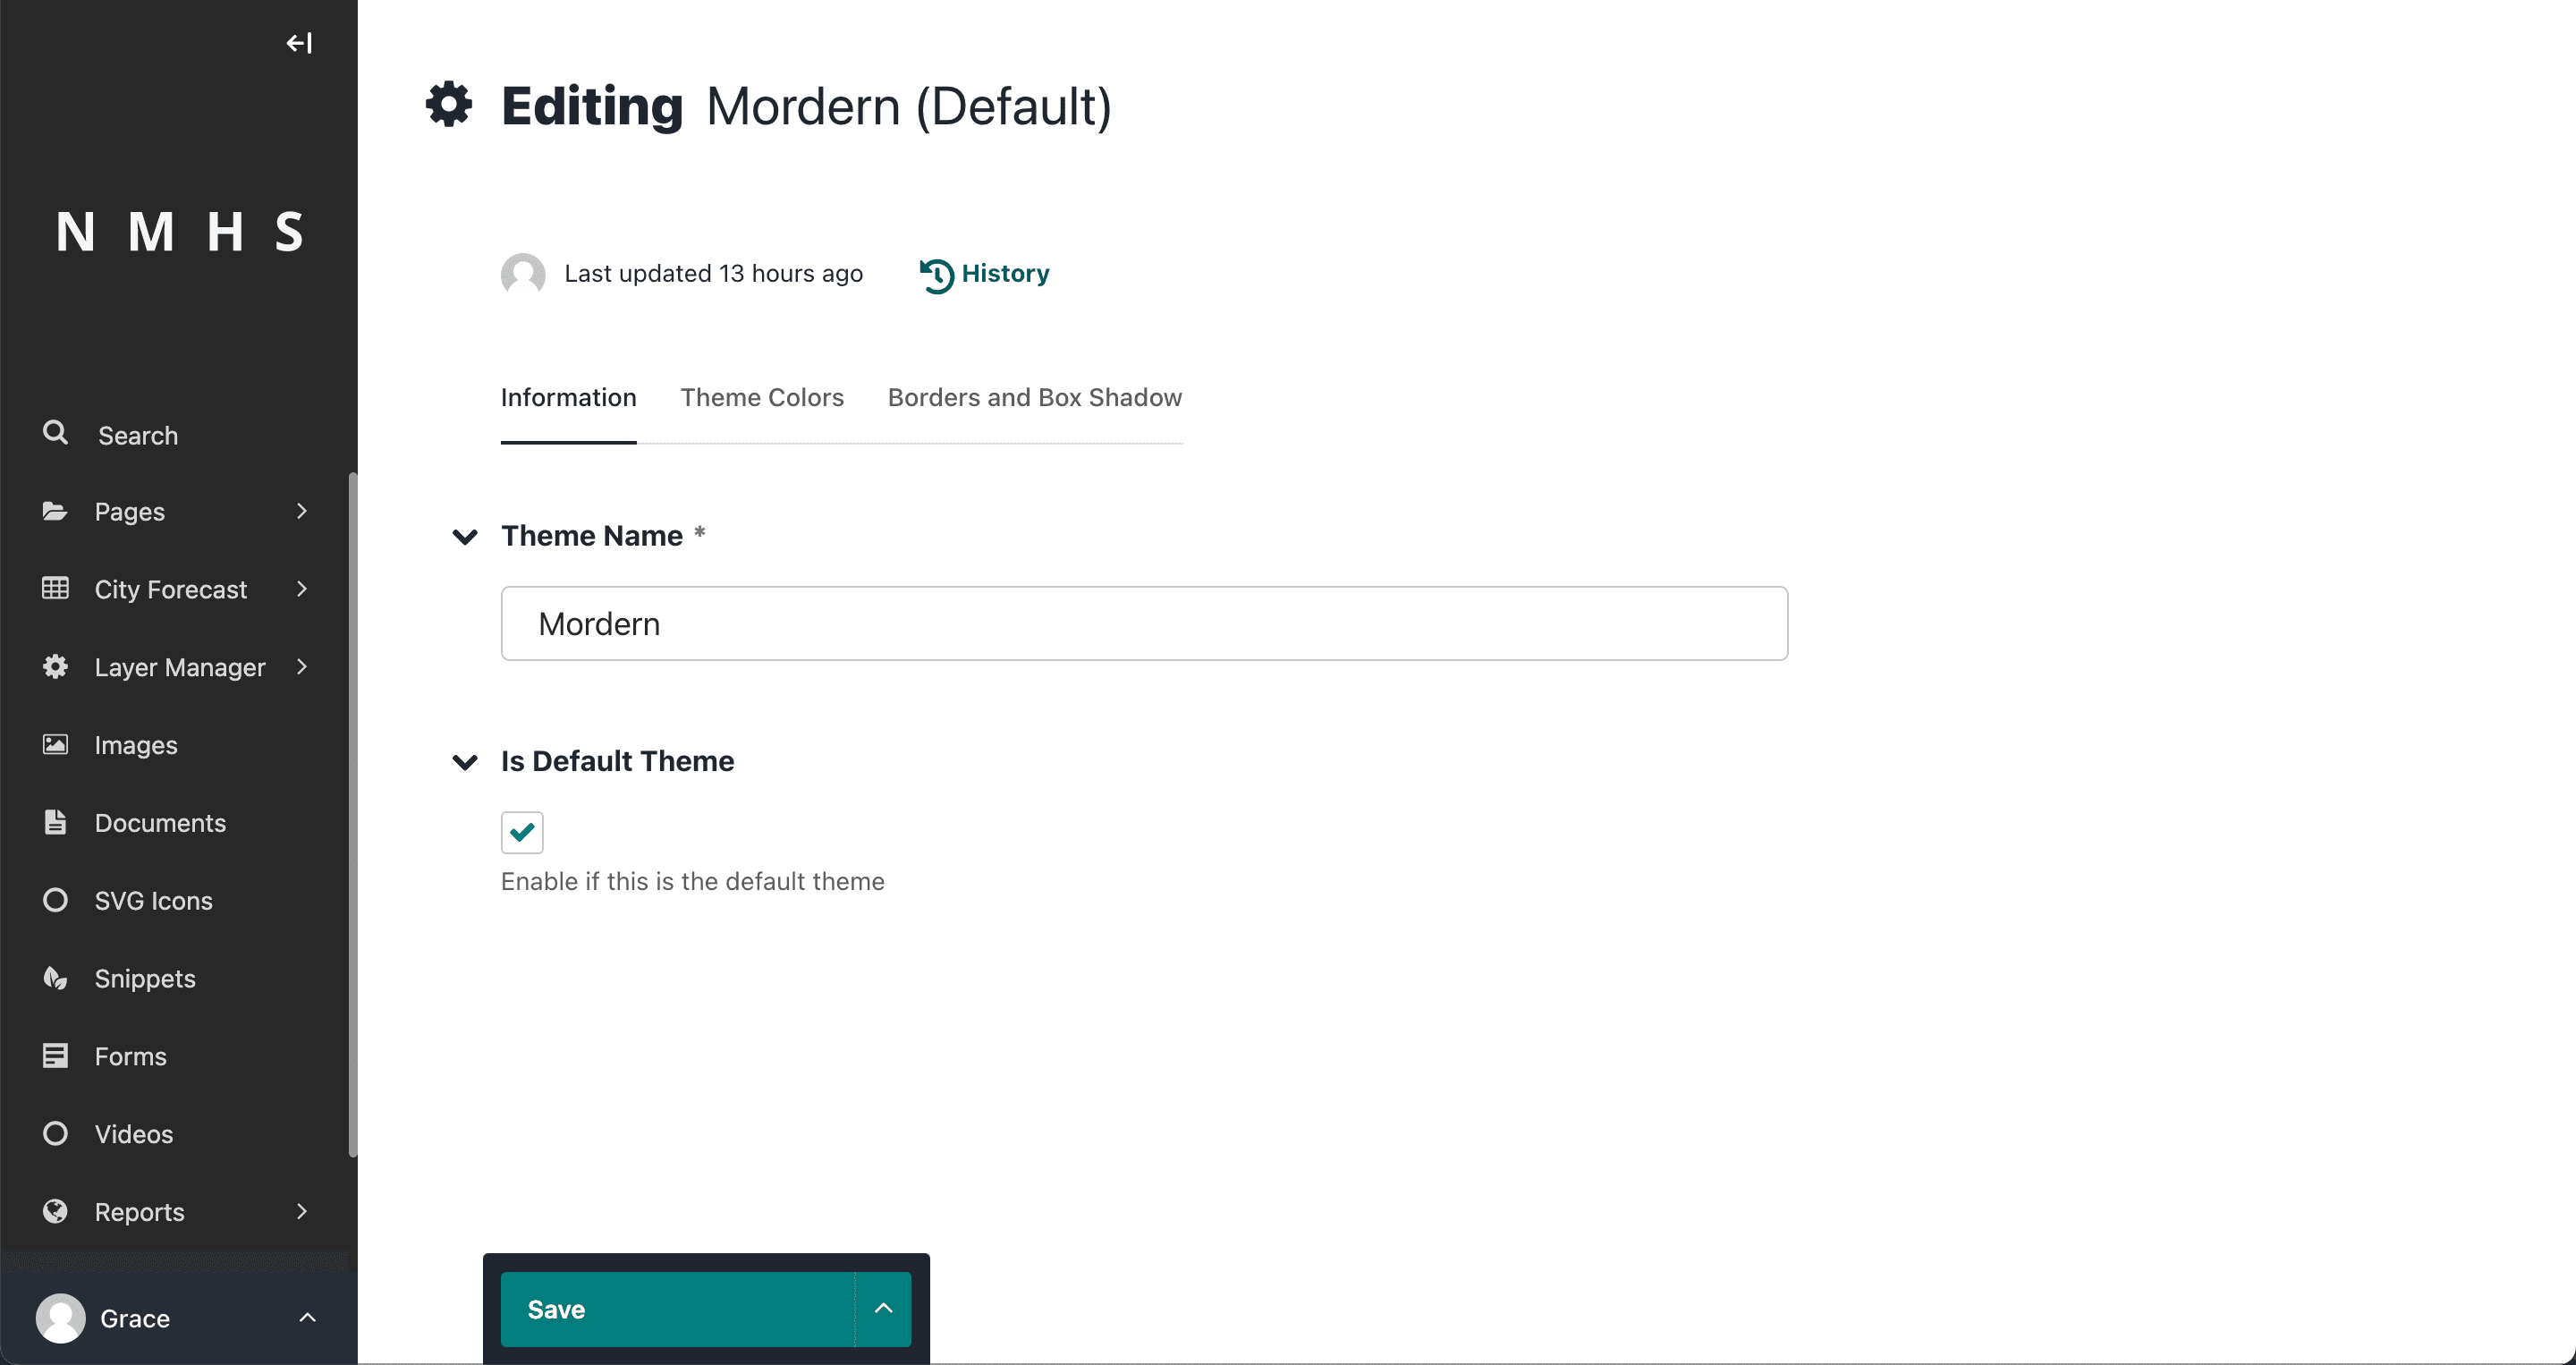 N M H S
Search
Pages
City Forecast
Layer Manager
Images
Documents
SVG Icons
Snippets
Forms
Videos
Reports
Grace
Editing Mordern (Default)
Last updated 13 hours ago History
Information Theme Colors Borders and Box Shadow
Theme Name *
Mordern
Is Default Theme
Enable if this is the default theme
Save